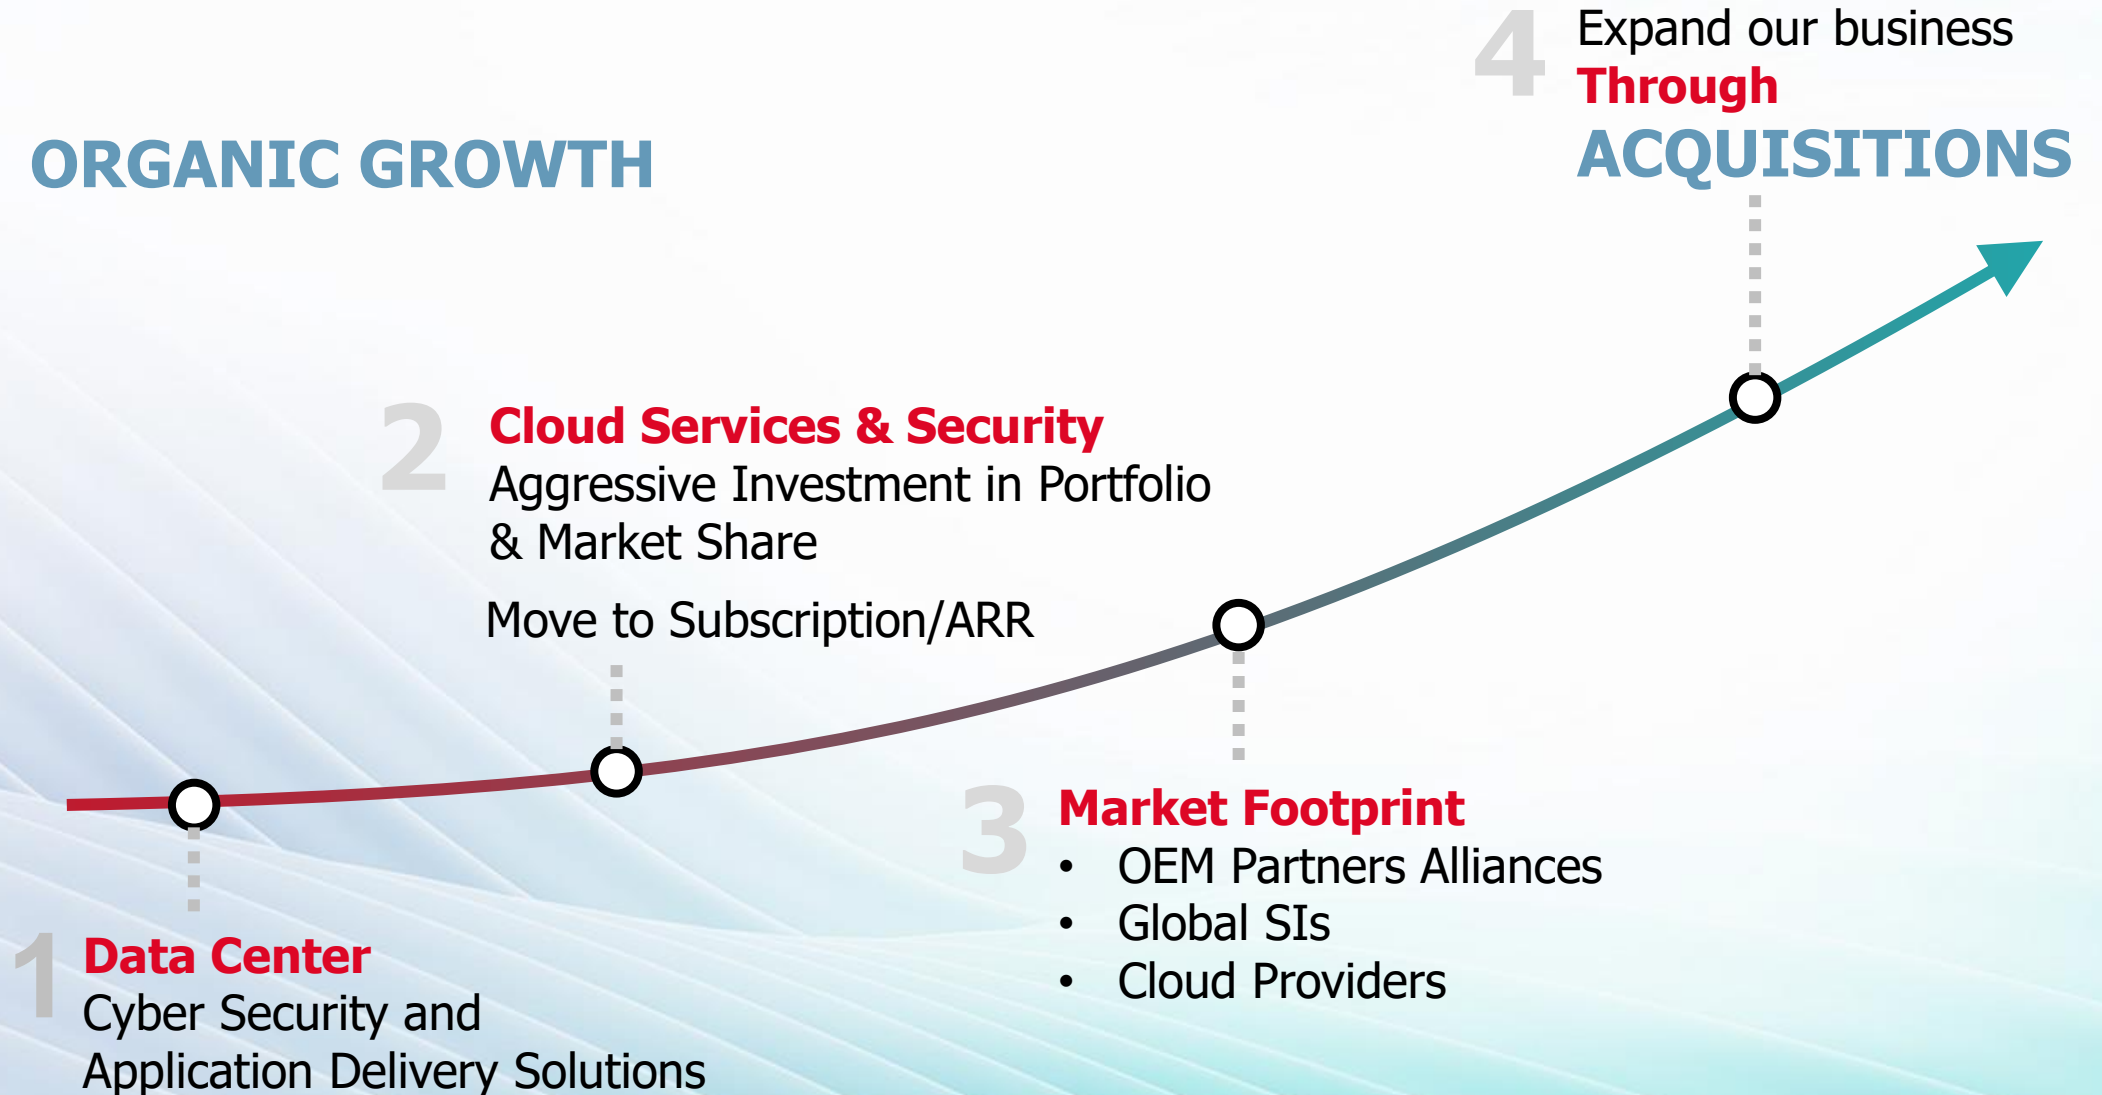 ORGANIC GROWTH
1
Data Center
Cyber Security and
Application Delivery Solutions
2
Cloud Services & Security
Aggressive Investment in Portfolio
& Market Share
Move to Subscription/ARR
3
Market Footprint
• OEM Partners Alliances
• Global SIs
• Cloud Providers
4
Expand our business
Through
ACQUISITIONS